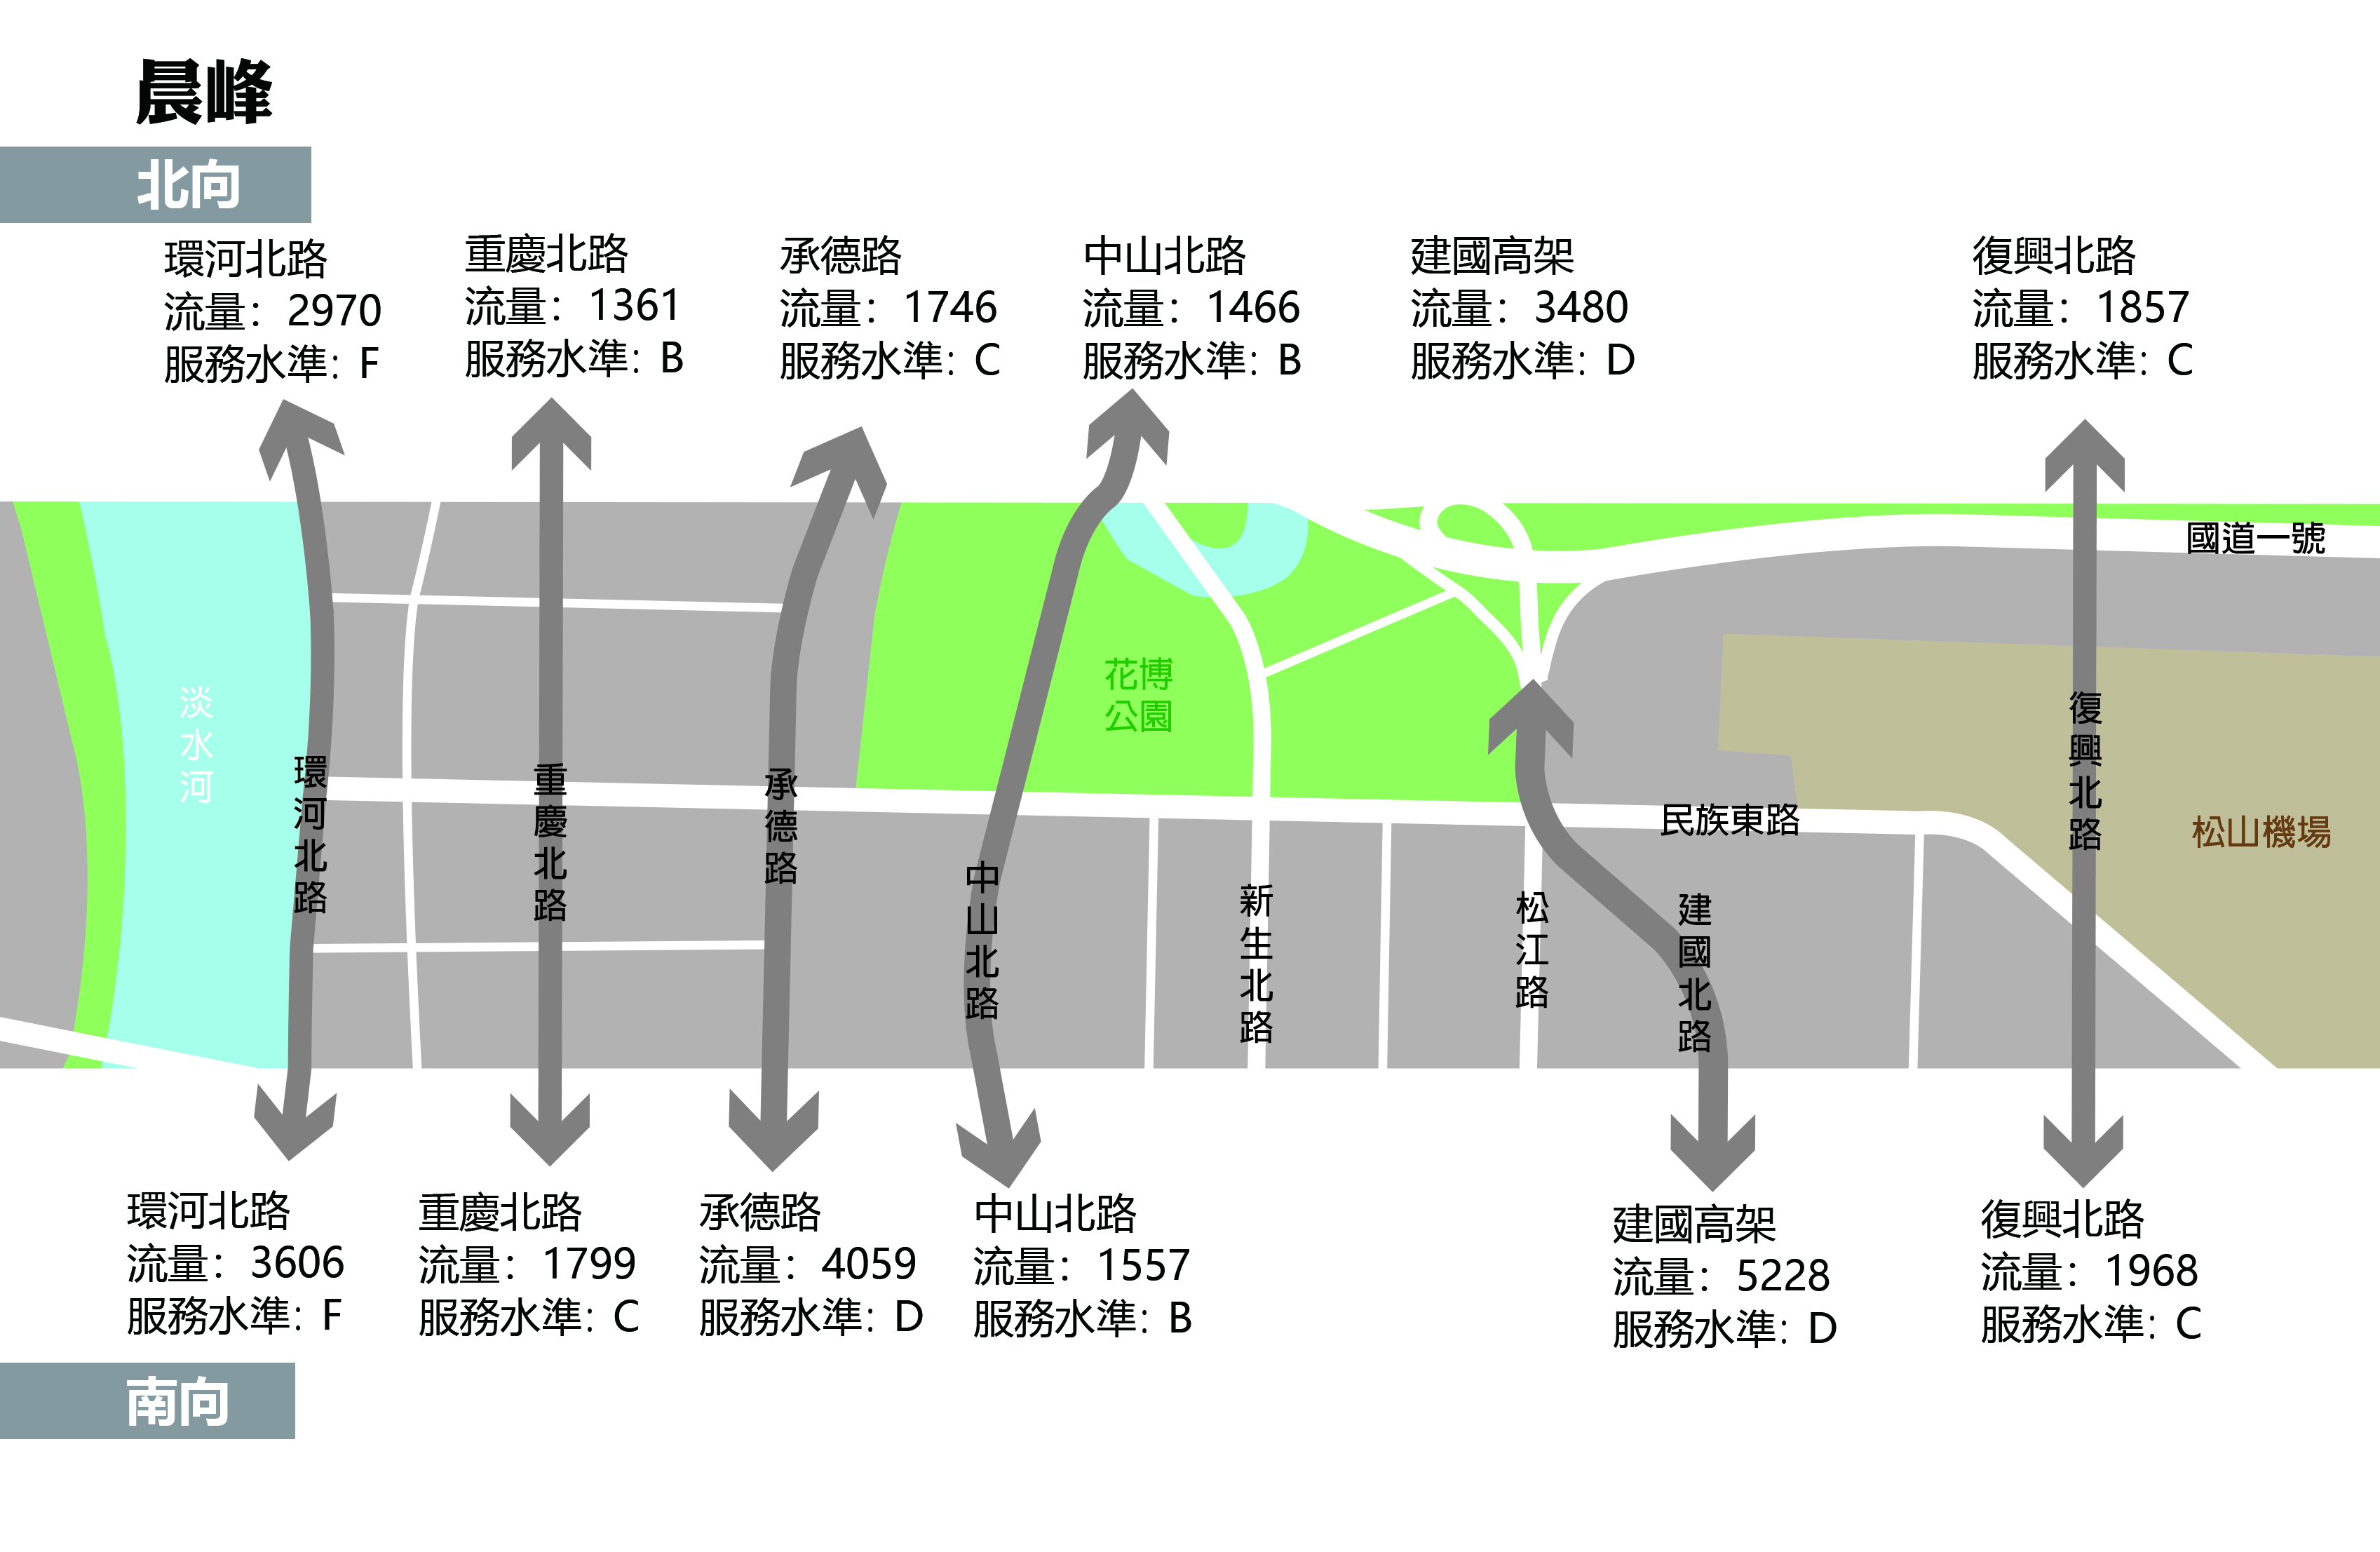 晨峰
北向
環河北路
流量：2970
服務水準：F
重慶北路
流量：1361
服務水準：B
承德路
流量：1746
服務水準：C
中山北路
流量：1466
服務水準：B
建國高架
流量：3480
服務水準：D
復興北路
流量：1857
服務水準：C
國道一號
淡水河
環河北路
重慶北路
承德路
花博
公園
中山北路
新生北路
松江路
建國北路
民族東路
復興北路
松山機場
環河北路
流量：3606
服務水準：F
重慶北路
流量：1799
服務水準：C
承德路
流量：4059
服務水準：D
中山北路
流量：1557
服務水準：B
建國高架
流量：5228
服務水準：D
復興北路
流量：1968
服務水準：C
南向